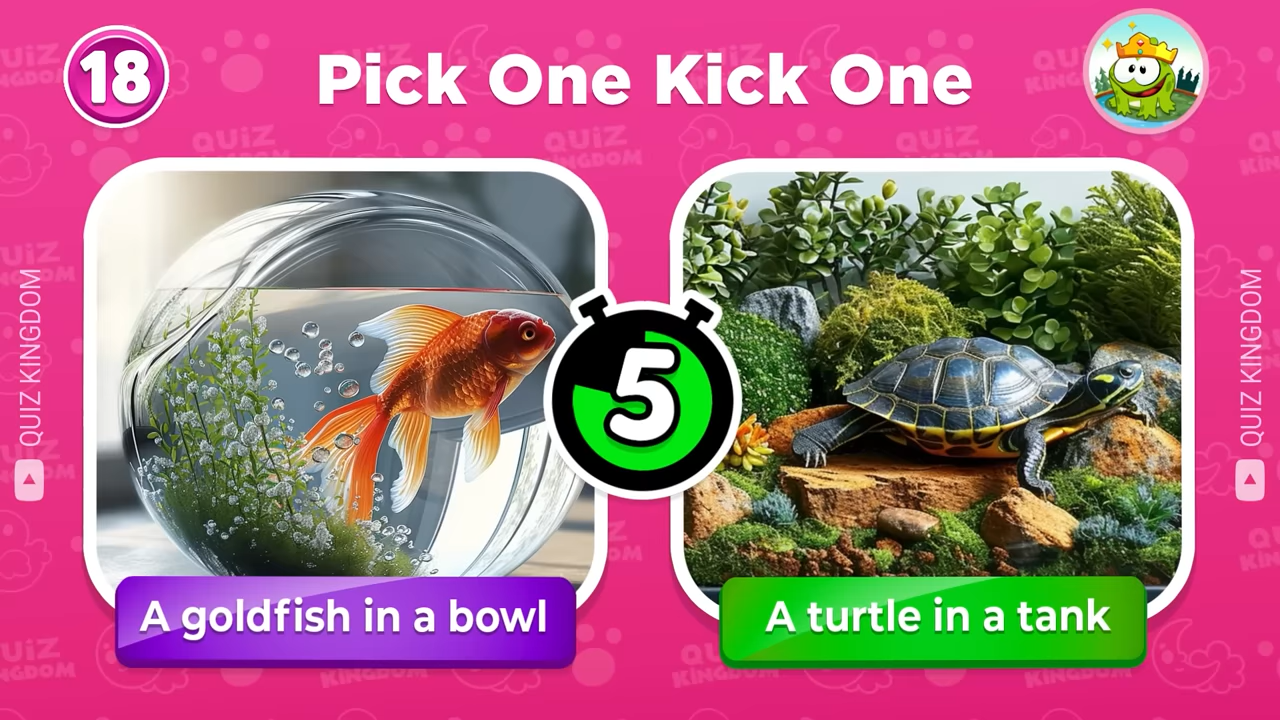 18
Pick One Kick One
QUIZ KINGDOM
5
QUIZ KINGDOM
A goldfish in a bowl
A turtle in a tank